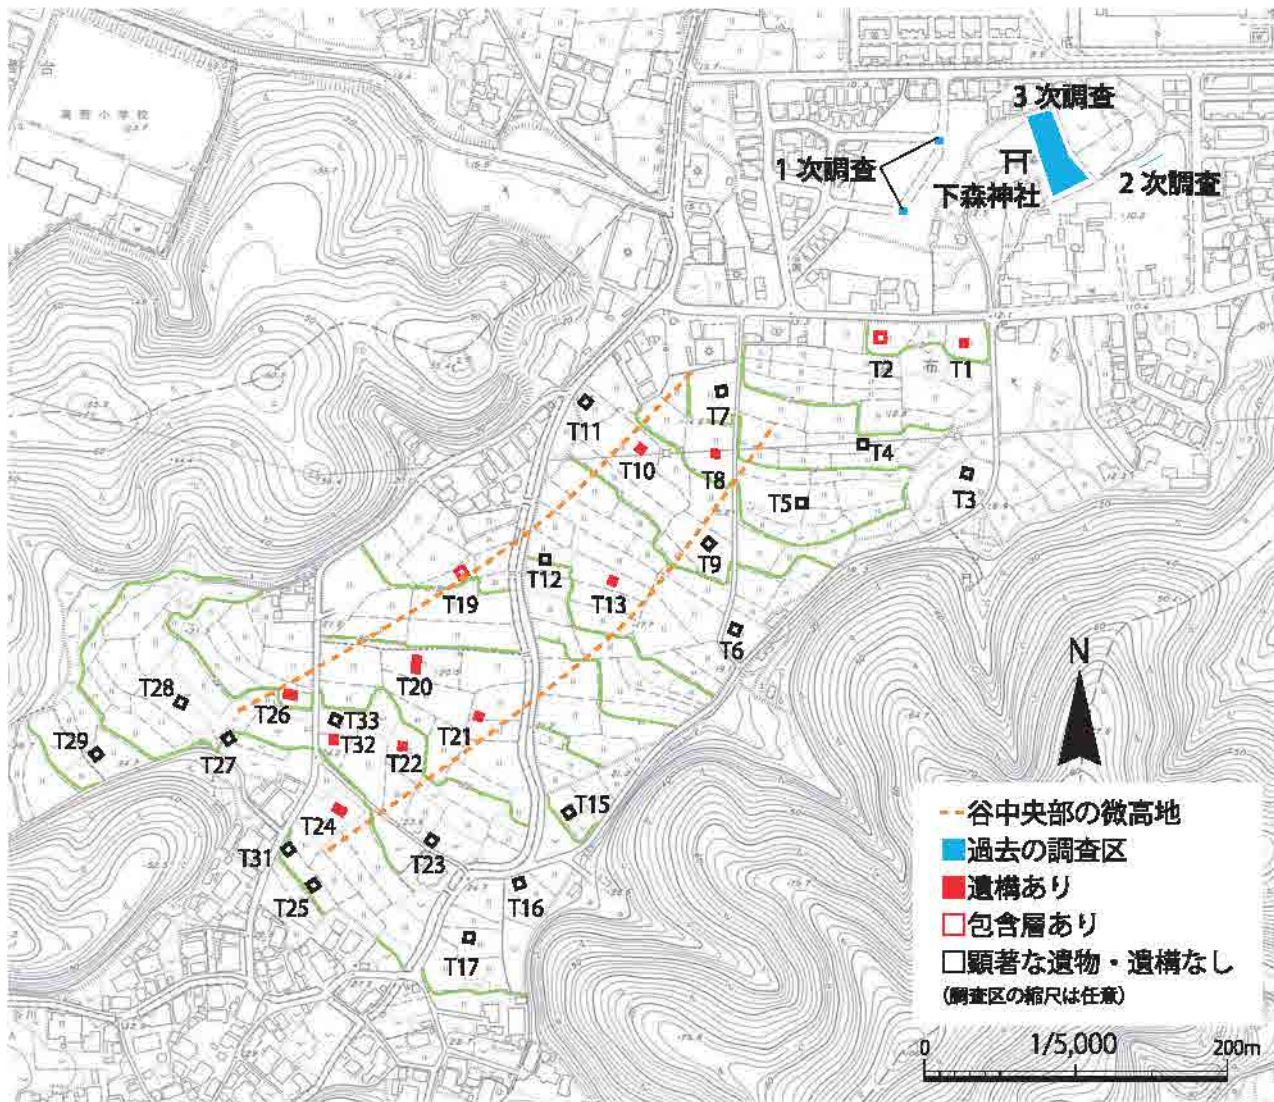 3次調査
1次調査
下森神社
2次調査
T2
T1
布
T7
T11
T10
T8
T4
T3
T5
T9
T12
T13
T19
T6
T20
T28
T26
T33
T32
T22
T21
T29
T27
T15
T24
T31
T23
T25
T16
T17
N
谷中央部の微高地
過去の調査区
遺構あり
包含層あり
顕著な遺物・遺構なし
(調査区の縮尺は任意)
1/5,000
0
200m